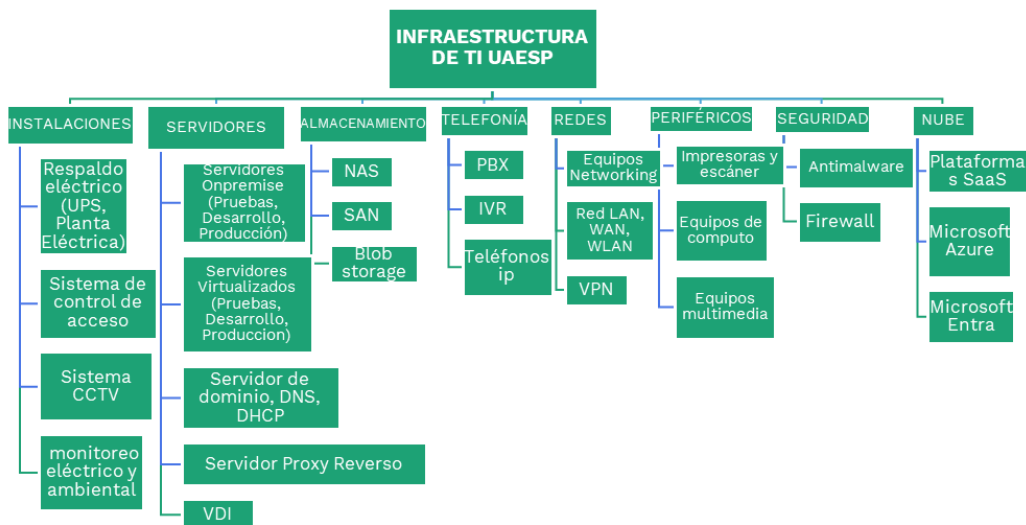 INFRAESTRUCTURA
DE TI UAESP
INSTALACIONES
Respaldo
eléctrico
(UPS,
Planta
Eléctrica)
Sistema de
control de
acceso
Sistema
CCTV
monitoreo
eléctrico y
ambiental
SERVIDORES
Servidores
Onpremise
(Pruebas,
Desarrollo,
Producción)
Servidores
Virtualizados
(Pruebas,
Desarrollo,
Produccion)
Servidor de
dominio, DNS,
DHCP
Servidor Proxy Reverso
VDI
ALMACENAMIENTO
NAS
SAN
Blob
storage
TELEFONÍA
PBX
IVR
Teléfonos
ip
REDES
Equipos
Networking
Red LAN,
WAN,
WLAN
VPN
PERIFÉRICOS
Impresoras y
escáner
Equipos de
computo
Equipos
multimedia
SEGURIDAD
Antimalware
Firewall
NUBE
Plataforma
s SaaS
Microsoft
Azure
Microsoft
Entra